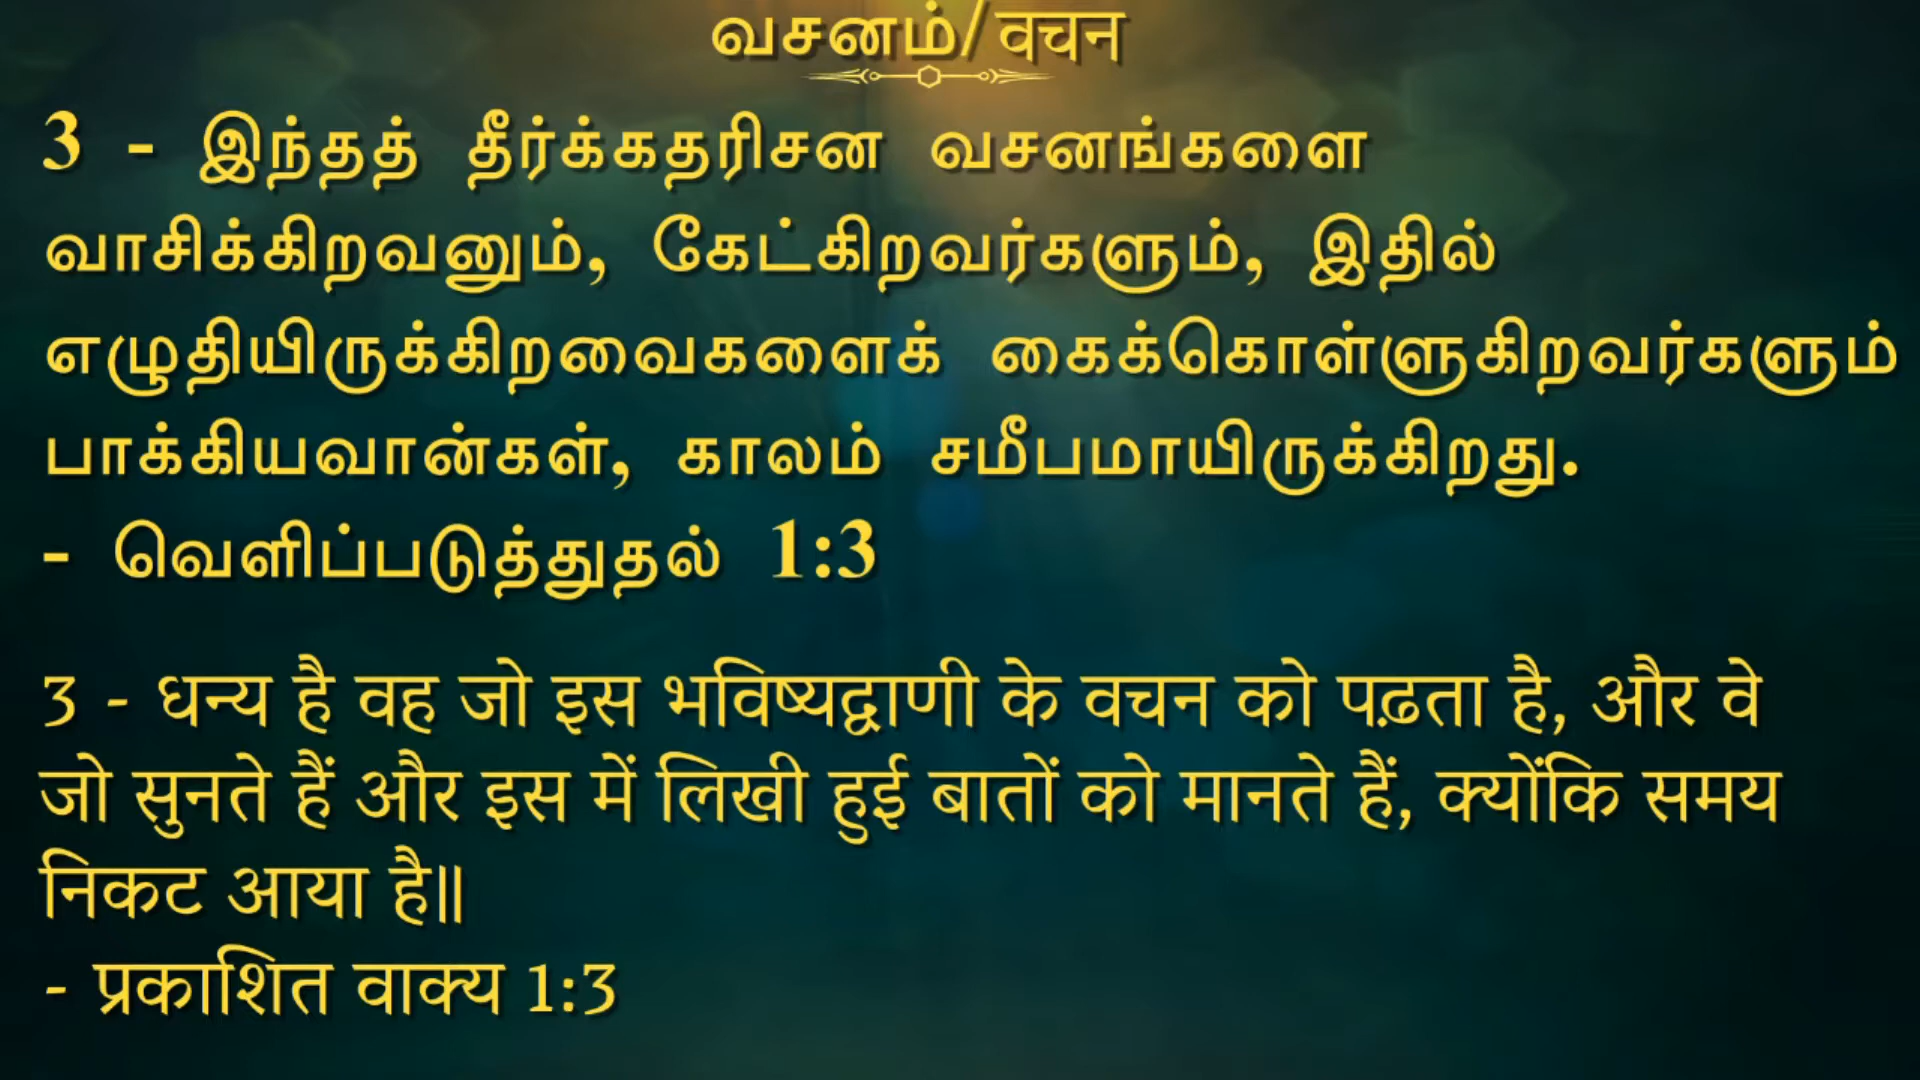 வசனம்/वचन
3 - இந்தத் தீர்க்கதரிசன வசனங்களை
வாசிக்கிறவனும், கேட்கிறவர்களும், இதில்
எழுதியிருக்கிறவைகளைக் கைக்கொள்ளுகிறவர்களும்
பாக்கியவான்கள், காலம் சமீபமாயிருக்கிறது.
- வெளிப்படுத்துதல் 1:3
3 - धन्य है वह जो इस भविष्यद्वाणी के वचन को पढ़ता है, और वे
जो सुनते हैं और इस में लिखी हुई बातों को मानते हैं, क्योंकि समय
निकट आया है॥
- प्रकाशित वाक्य 1:3